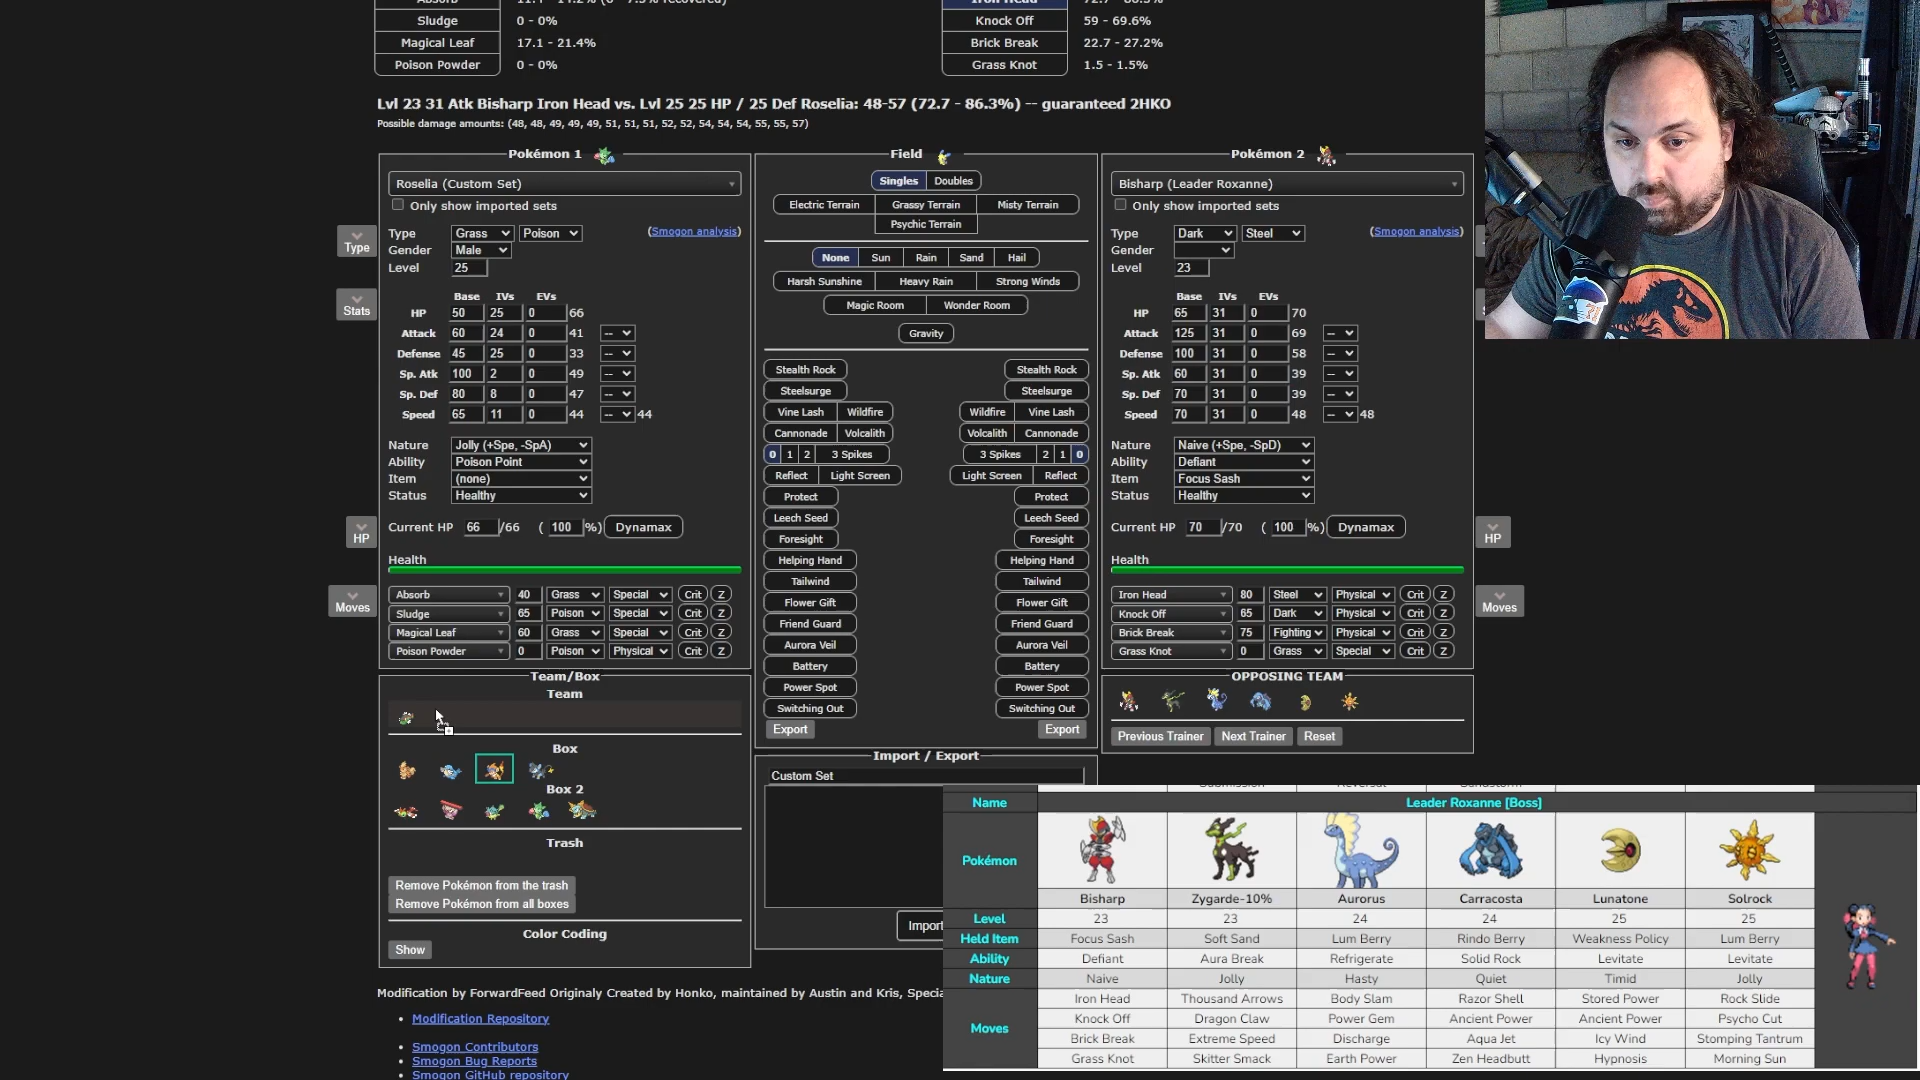 Sludge 0 - 0% Knock Off 59 - 69.6%
Magical Leaf 17.1 - 21.4% Brick Break 22.7 - 27.2%
Poison Powder 0 - 0% Grass Knot 1.5 - 1.5%
Lvl 23 31 Atk Bisharp Iron Head vs. Lvl 25 25 HP / 25 Def Roselia: 48-57 (72.7 - 86.3%) -- guaranteed 2HKO
Possible damage amounts: (48, 48, 49, 49, 49, 51, 51, 51, 52, 52, 54, 54, 54, 55, 55, 57)
Pokémon 1
Roselia (Custom Set)
Only show imported sets
Type Grass Poison (Smogon analysis)
Gender Male
Level 25
Base IVs EVs
HP 50 25 0 66
Attack 60 24 0 41 --
Defense 45 25 0 33 --
Sp. Atk 100 2 0 49 --
Sp. Def 80 8 0 47 --
Speed 65 11 0 44 -- 44
Nature Jolly (+Spe, -SpA)
Ability Poison Point
Item (none)
Status Healthy
Current HP 66 /66 ( 100 %) Dynamax
Health
Absorb 40 Grass Special Crit Z
Sludge 65 Poison Special Crit Z
Magical Leaf 60 Grass Special Crit Z
Poison Powder 0 Poison Physical Crit Z
Type
Stats
HP
Moves
Field
Singles Doubles
Electric Terrain Grassy Terrain Misty Terrain
Psychic Terrain
None Sun Rain Sand Hail
Harsh Sunshine Heavy Rain Strong Winds
Magic Room Wonder Room
Gravity
Stealth Rock Stealth Rock
Steelsurge Steelsurge
Vine Lash Wildfire Wildfire Vine Lash
Cannonade Volcalith Volcalith Cannonade
0 1 2 3 Spikes 3 Spikes 2 1 0
Reflect Light Screen Light Screen Reflect
Protect Protect
Leech Seed Leech Seed
Foresight Foresight
Helping Hand Helping Hand
Tailwind Tailwind
Flower Gift Flower Gift
Friend Guard Friend Guard
Aurora Veil Aurora Veil
Battery Battery
Power Spot Power Spot
Switching Out Switching Out
Export Export
Import / Export
Custom Set
Import
Pokémon 2
Bisharp (Leader Roxanne)
Only show imported sets
Type Dark Steel (Smogon analysis)
Gender
Level 23
Base IVs EVs
HP 65 31 0 70
Attack 125 31 0 69 --
Defense 100 31 0 58 --
Sp. Atk 60 31 0 39 --
Sp. Def 70 31 0 39 --
Speed 70 31 0 48 -- 48
Nature Naive (+Spe, -SpD)
Ability Defiant
Item Focus Sash
Status Healthy
Current HP 70 /70 ( 100 %) Dynamax
Health
Iron Head 80 Steel Physical Crit Z
Knock Off 65 Dark Physical Crit Z
Brick Break 75 Fighting Physical Crit Z
Grass Knot 0 Grass Special Crit Z
HP
Moves
OPPOSING TEAM
Previous Trainer Next Trainer Reset
Team/Box
Team
Box
Box 2
Trash
Remove Pokémon from the trash
Remove Pokémon from all boxes
Color Coding
Show
Modification by ForwardFeed Originaly Created by Honko, maintained by Austin and Kris, Specia
Modification Repository
Smogon Contributors
Smogon Bug Reports
Smogon GitHub repository
Name Leader Roxanne [Boss]
Pokémon
Bisharp Zygarde-10% Aurorus Carracosta Lunatone Solrock
Level 23 23 24 24 25 25
Held Item Focus Sash Soft Sand Lum Berry Rindo Berry Weakness Policy Lum Berry
Ability Defiant Aura Break Refrigerate Solid Rock Levitate Levitate
Nature Naive Jolly Hasty Quiet Timid Jolly
Moves
Iron Head Thousand Arrows Body Slam Razor Shell Stored Power Rock Slide
Knock Off Dragon Claw Power Gem Ancient Power Ancient Power Psycho Cut
Brick Break Extreme Speed Discharge Aqua Jet Icy Wind Stomping Tantrum
Grass Knot Skitter Smack Earth Power Zen Headbutt Hypnosis Morning Sun